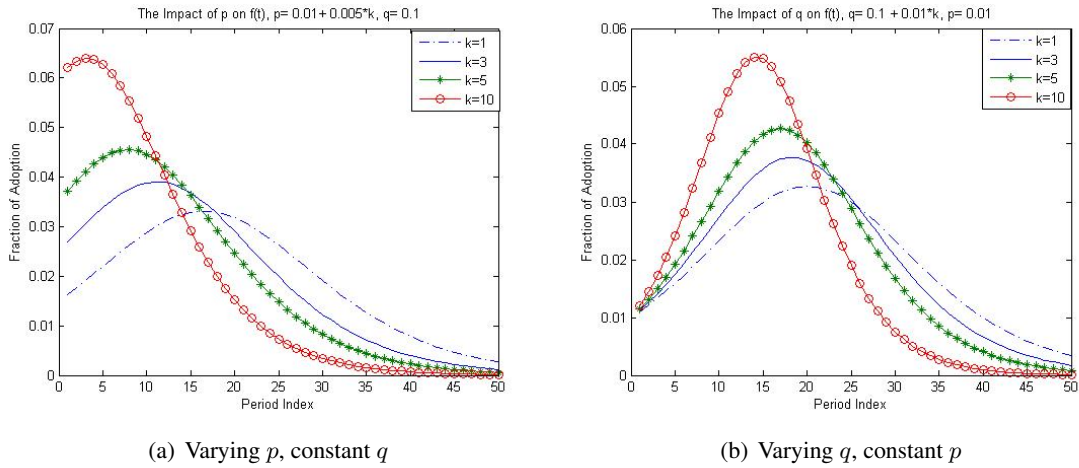 The Impact of p on f(t), p= 0.01+ 0.005*k, q= 0.1
0.07
0.06
0.05
0.04
0.03
0.02
0.01
0
Fraction of Adoption
k=1
k=3
k=5
k=10
0 5 10 15 20 25 30 35 40 45 50
Period Index
(a) Varying p, constant q
The Impact of q on f(t), q= 0.1 + 0.01*k, p= 0.01
0.06
0.05
0.04
0.03
0.02
0.01
0
Fraction of Adoption
k=1
k=3
k=5
k=10
0 5 10 15 20 25 30 35 40 45 50
Period Index
(b) Varying q, constant p